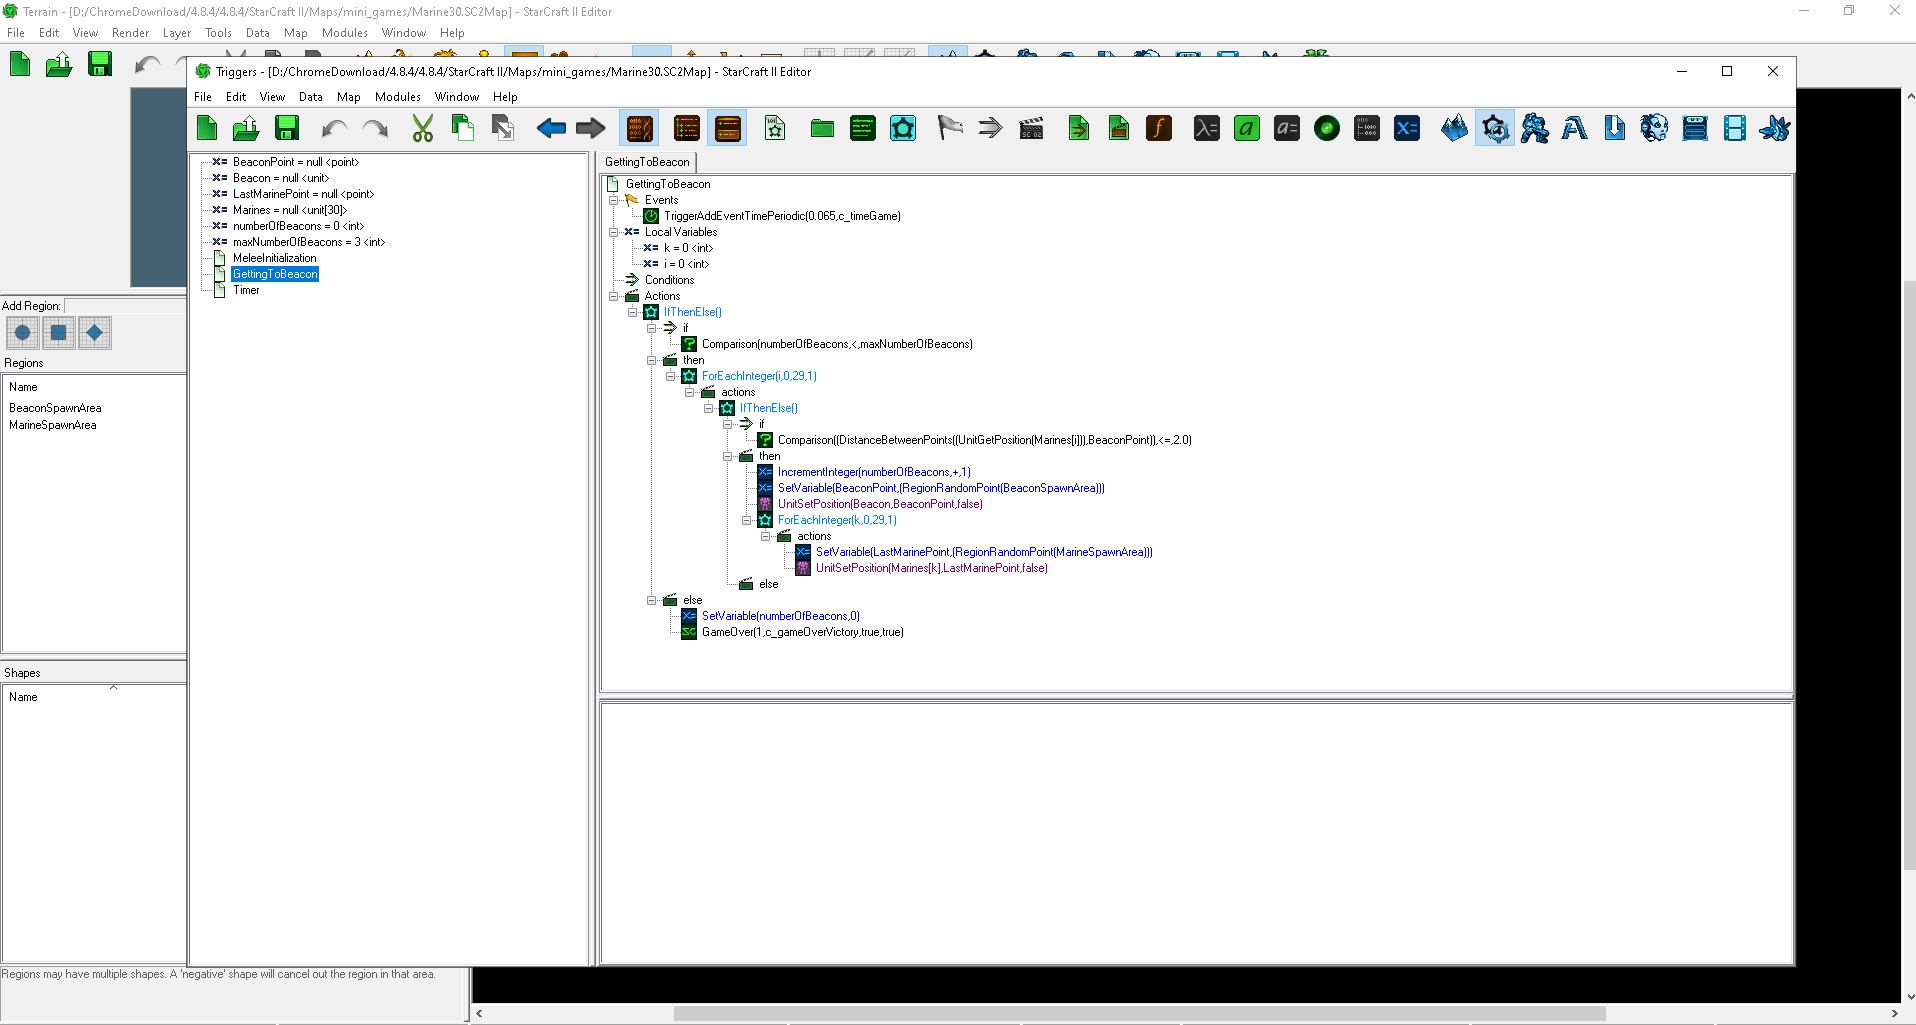 Terrain - [D:/ChromeDownload/4.8.4/4.8.4/StarCraft II/Maps/mini_games/Marine30.SC2Map] - StarCraft II Editor
File Edit View Render Layer Tools Data Map Modules Window Help
Triggers - [D:/ChromeDownload/4.8.4/4.8.4/StarCraft II/Maps/mini_games/Marine30.SC2Map] - StarCraft II Editor
File Edit View Data Map Modules Window Help
BeaconPoint = null <point>
Beacon = null <unit>
LastMarinePoint = null <point>
Marines = null <unit[30]>
numberOfBeacons = 0 <int>
maxNumberOfBeacons = 3 <int>
MeleeInitialization
GettingToBeacon
Timer
GettingToBeacon
GettingToBeacon
Events
TriggerAddEventTimePeriodic(0.065,c_timeGame)
Local Variables
k = 0 <int>
i = 0 <int>
Conditions
Actions
IfThenElse()
if
Comparison(numberOfBeacons,<,maxNumberOfBeacons)
then
ForEachInteger(i,0,29,1)
actions
IfThenElse()
if
Comparison((DistanceBetweenPoints((UnitGetPosition(Marines[i])),BeaconPoint)),<=,2.0)
then
IncrementInteger(numberOfBeacons,+,1)
SetVariable(BeaconPoint,(RegionRandomPoint(BeaconSpawnArea)))
UnitSetPosition(Beacon,BeaconPoint,false)
ForEachInteger(k,0,29,1)
actions
SetVariable(LastMarinePoint,(RegionRandomPoint(MarineSpawnArea)))
UnitSetPosition(Marines[k],LastMarinePoint,false)
else
else
SetVariable(numberOfBeacons,0)
GameOver(1,c_gameOverVictory,true,true)
Add Region:
Regions
Name
BeaconSpawnArea
MarineSpawnArea
Shapes
Name
Regions may have multiple shapes. A 'negative' shape will cancel out the region in that area.